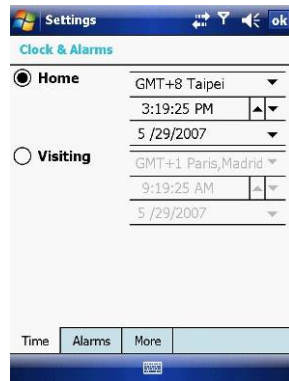 Settings
ok
Clock & Alarms
Home
GMT+8 Taipei
3:19:25 PM
5 /29/2007
Visiting
GMT+1 Paris,Madrid
9:19:25 AM
5 /29/2007
Time Alarms More